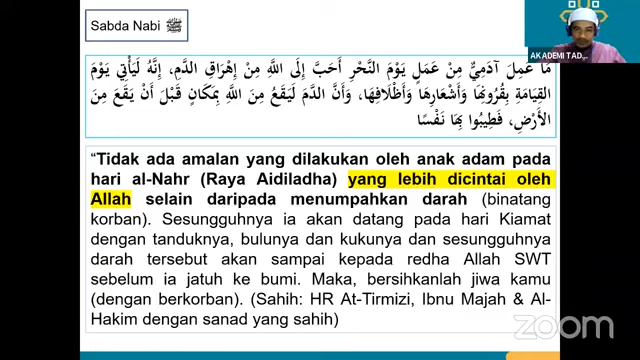 Sabda Nabi ﷺ
AKADEMI TAD...
مَا عَمِلَ آدَمِيٌّ مِنْ عَمَلٍ يَوْمَ النَّحْرِ أَحَبَّ إِلَى اللَّهِ مِنْ إِهْرَاقِ الدَّمِ، إِنَّهُ لَيَأْتِي يَوْمَ
القِيَامَةِ بِقُرُونِهَا وَأَشْعَارِهَا وَأَظْلَافِهَا، وَأَنَّ الدَّمَ لَيَقَعُ مِنَ اللَّهِ بِمَكَانٍ قَبْلَ أَنْ يَقَعَ مِنَ
الأَرْضِ، فَطِيبُوا بِهَا نَفْسًا
“Tidak ada amalan yang dilakukan oleh anak adam pada
hari al-Nahr (Raya Aidiladha) yang lebih dicintai oleh
Allah selain daripada menumpahkan darah (binatang
korban). Sesungguhnya ia akan datang pada hari Kiamat
dengan tanduknya, bulunya dan kukunya dan sesungguhnya
darah tersebut akan sampai kepada redha Allah SWT
sebelum ia jatuh ke bumi. Maka, bersihkanlah jiwa kamu
(dengan berkorban). (Sahih: HR At-Tirmizi, Ibnu Majah & Al-
Hakim dengan sanad yang sahih)
zoom